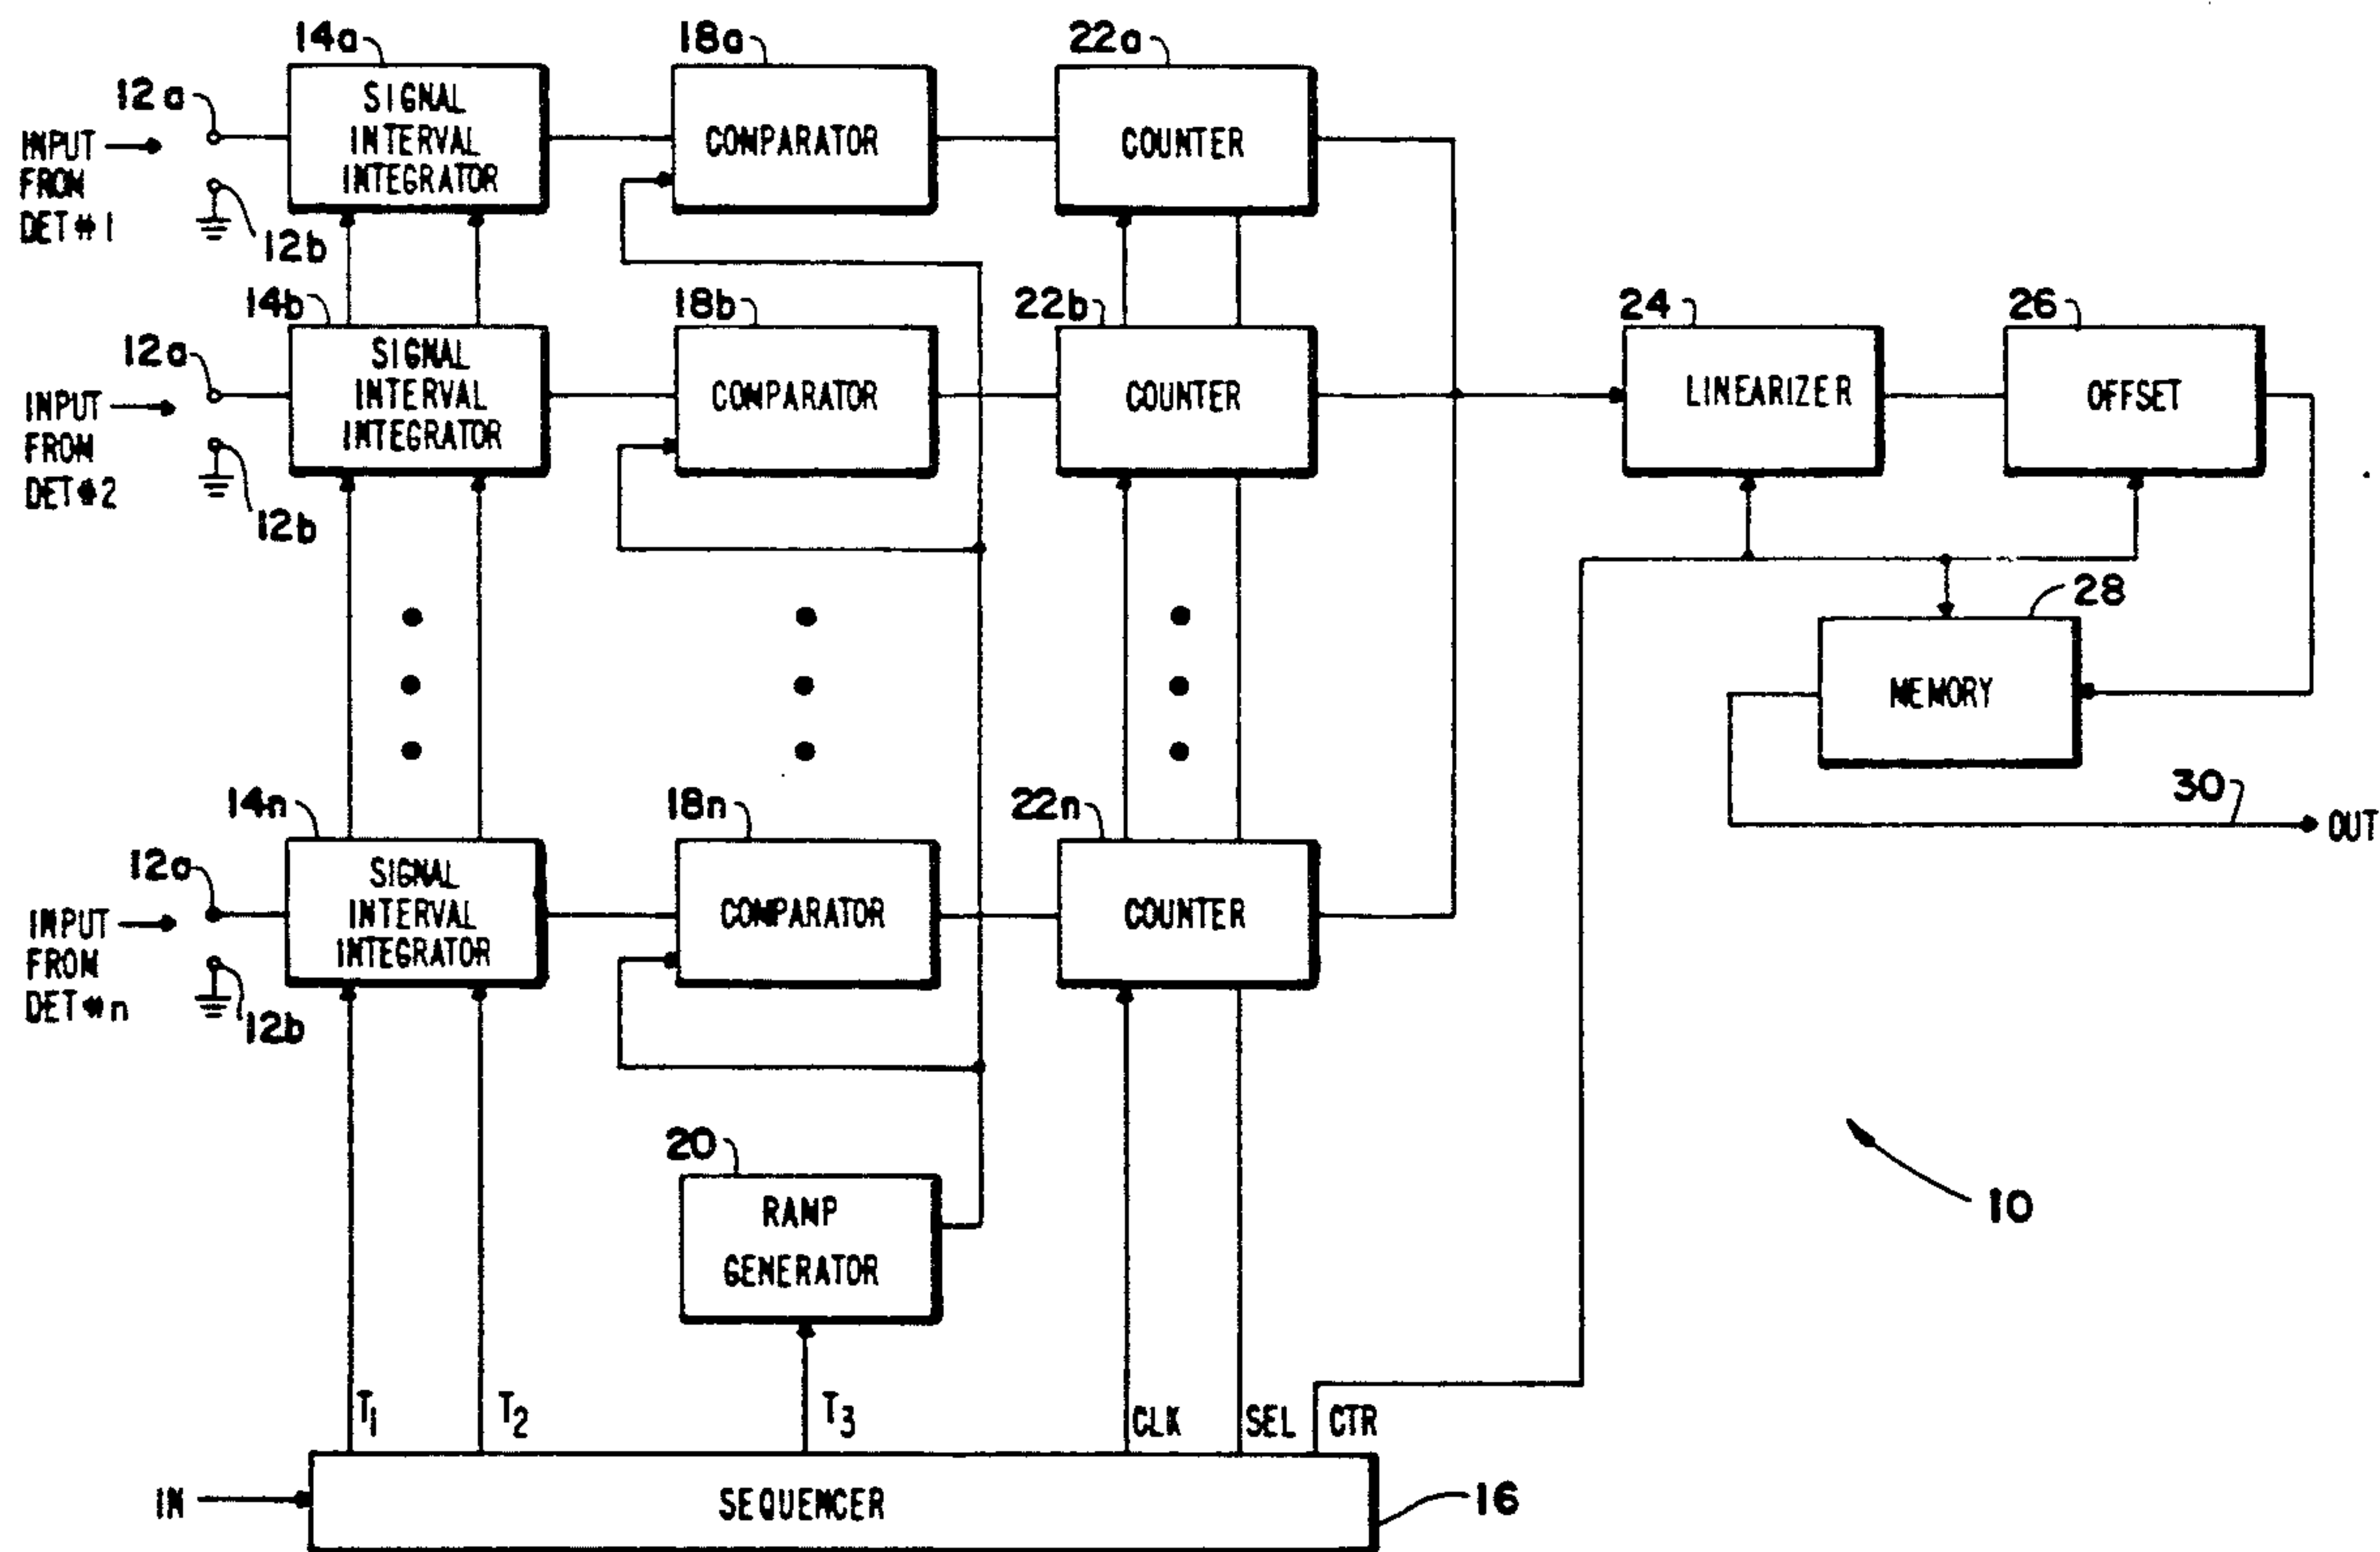 14a
18a
22a
12a
INPUT
FROM
DET#1
SIGNAL
INTERVAL
INTEGRATOR
COMPARATOR
COUNTER
12b
14b
18b
22b
24
26
12a
INPUT
FROM
DET#2
SIGNAL
INTERVAL
INTEGRATOR
COMPARATOR
COUNTER
LINEARIZER
OFFSET
12b
28
MEMORY
30
OUT
14n
18n
22n
12a
INPUT
FROM
DET#n
SIGNAL
INTERVAL
INTEGRATOR
COMPARATOR
COUNTER
12b
20
RAMP
GENERATOR
10
T1
T2
T3
CLK
SEL
CTR
IN
SEQUENCER
16